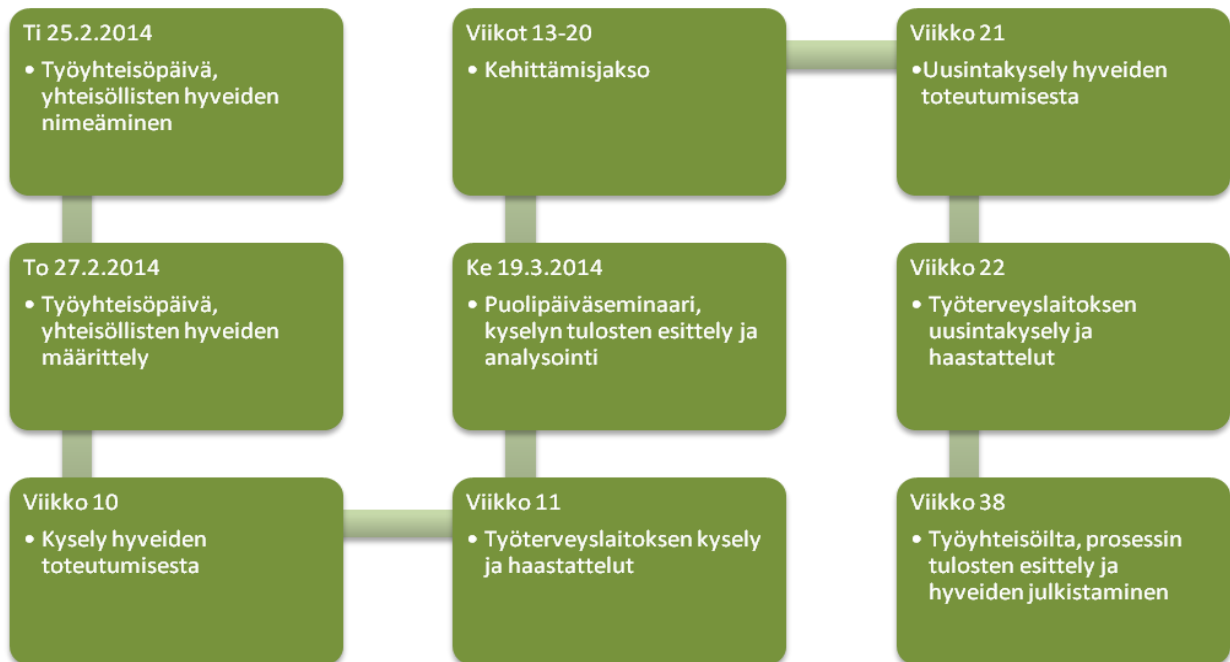 Ti 25.2.2014
• Työyhteisöpäivä,
yhteisöllisten hyveiden
nimeäminen
To 27.2.2014
• Työyhteisöpäivä,
yhteisöllisten hyveiden
määrittely
Viikko 10
• Kysely hyveiden
toteutumisesta
Viikko 11
• Työterveyslaitoksen kysely
ja haastattelut
Ke 19.3.2014
• Puolipäiväseminaari,
kyselyn tulosten esittely ja
analysointi
Viikot 13-20
• Kehittämisjakso
Viikko 21
•Uusintakysely hyveiden
toteutumisesta
Viikko 22
• Työterveyslaitoksen
uusintakysely ja
haastattelut
Viikko 38
• Työyhteisöilta, prosessin
tulosten esittely ja
hyveiden julkistaminen